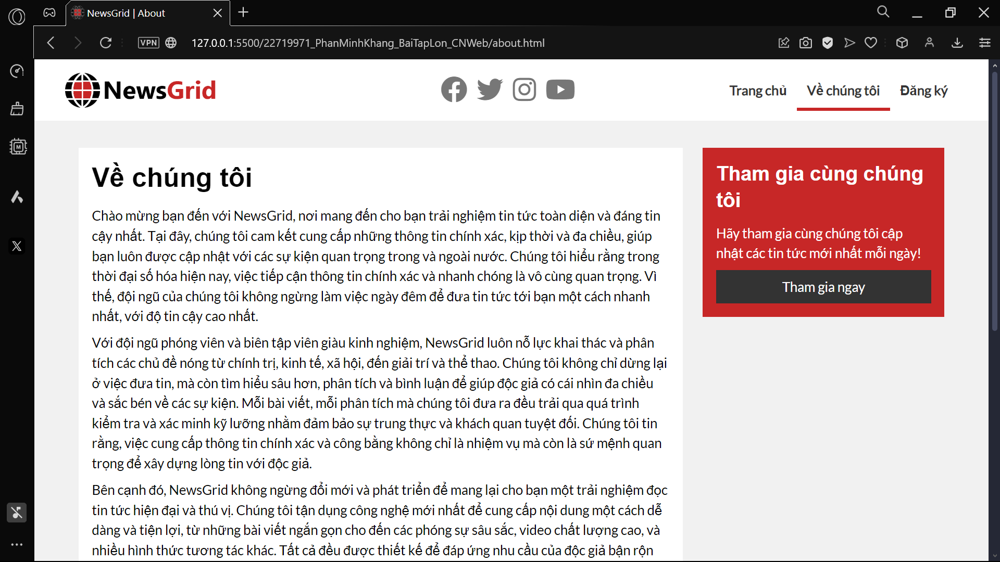 NewsGrid | About
VPN
127.0.0.1:5500/22719971_PhanMinhKhang_BaiTapLon_CNWeb/about.html
M
NewsGrid
Trang chủ
Về chúng tôi
Đăng ký
Về chúng tôi
Chào mừng bạn đến với NewsGrid, nơi mang đến cho bạn trải nghiệm tin tức toàn diện và đáng tin
cậy nhất. Tại đây, chúng tôi cam kết cung cấp những thông tin chính xác, kịp thời và đa chiều, giúp
bạn luôn được cập nhật với các sự kiện quan trọng trong và ngoài nước. Chúng tôi hiểu rằng trong
thời đại số hóa hiện nay, việc tiếp cận thông tin chính xác và nhanh chóng là vô cùng quan trọng. Vì
thế, đội ngũ của chúng tôi không ngừng làm việc ngày đêm để đưa tin tức tới bạn một cách nhanh
nhất, với độ tin cậy cao nhất.
Với đội ngũ phóng viên và biên tập viên giàu kinh nghiệm, NewsGrid luôn nỗ lực khai thác và phân
tích các chủ đề nóng từ chính trị, kinh tế, xã hội, đến giải trí và thể thao. Chúng tôi không chỉ dừng lại
ở việc đưa tin, mà còn tìm hiểu sâu hơn, phân tích và bình luận để giúp độc giả có cái nhìn đa chiều
và sắc bén về các sự kiện. Mỗi bài viết, mỗi phân tích mà chúng tôi đưa ra đều trải qua quá trình
kiểm tra và xác minh kỹ lưỡng nhằm đảm bảo sự trung thực và khách quan tuyệt đối. Chúng tôi tin
rằng, việc cung cấp thông tin chính xác và công bằng không chỉ là nhiệm vụ mà còn là sứ mệnh quan
trọng để xây dựng lòng tin với độc giả.
Bên cạnh đó, NewsGrid không ngừng đổi mới và phát triển để mang lại cho bạn một trải nghiệm đọc
tin tức hiện đại và thú vị. Chúng tôi tận dụng công nghệ mới nhất để cung cấp nội dung một cách dễ
dàng và tiện lợi, từ những bài viết ngắn gọn cho đến các phóng sự sâu sắc, video chất lượng cao, và
nhiều hình thức tương tác khác. Tất cả đều được thiết kế để đáp ứng nhu cầu của độc giả bận rộn
Tham gia cùng chúng
tôi
Hãy tham gia cùng chúng tôi cập
nhật các tin tức mới nhất mỗi ngày!
Tham gia ngay